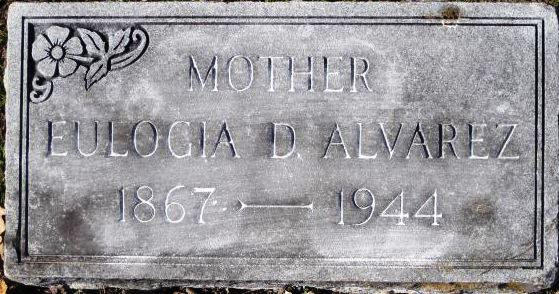 MOTHER
EULOGIA D. ALVAREZ
1867 — 1944